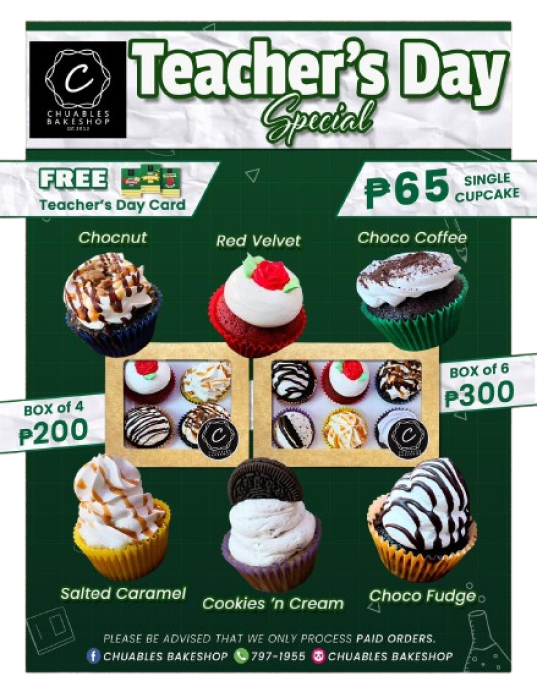 C
CHUABLES
BAKESHOP
Teacher's Day
Special
FREE
Teacher's Day Card
₱65 SINGLE
CUPCAKE
Chocnut
Red Velvet
Choco Coffee
BOX of 4
₱200
BOX of 6
₱300
C
C
Salted Caramel
Cookies 'n Cream
Choco Fudge
PLEASE BE ADVISED THAT WE ONLY PROCESS PAID ORDERS.
CHUABLES BAKESHOP 797-1955 CHUABLES BAKESHOP